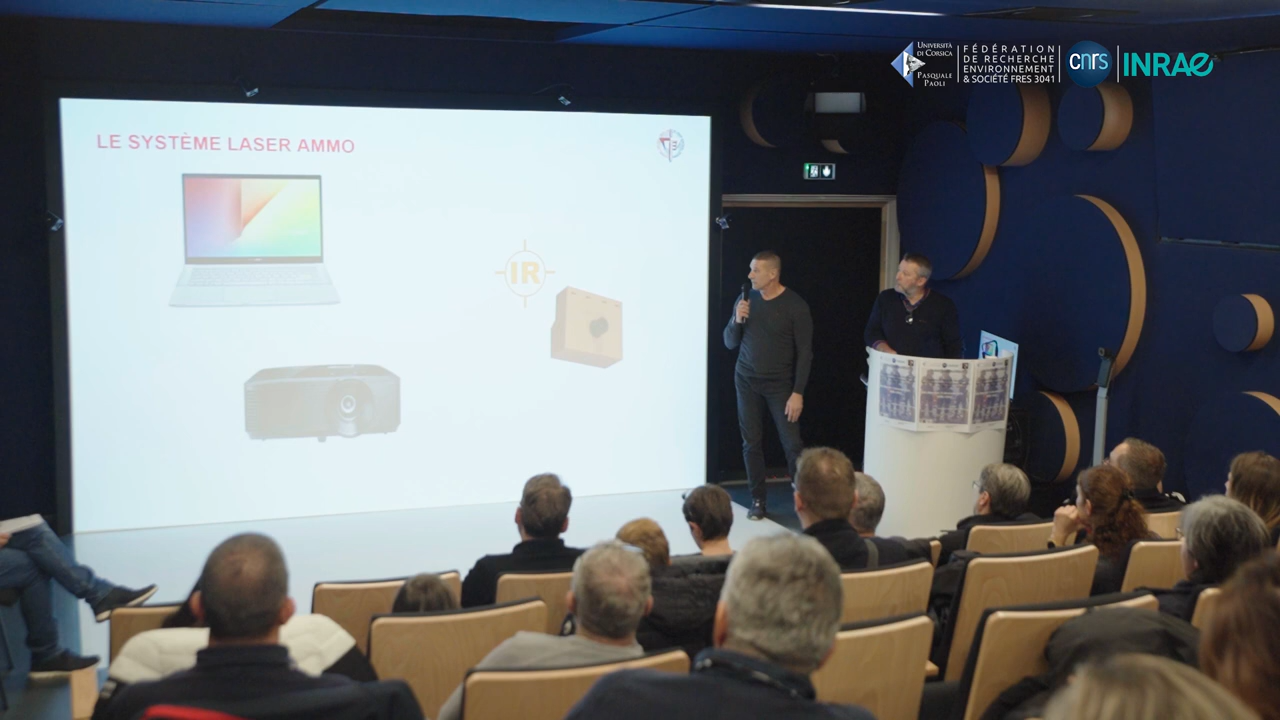 UNIVERSITÀ
DI CORSICA
PASQUALE
PAOLI
FÉDÉRATION
DE RECHERCHE
ENVIRONNEMENT
& SOCIÉTÉ FRES 3041
cnrs
INRAE
LE SYSTÈME LASER AMMO
IR